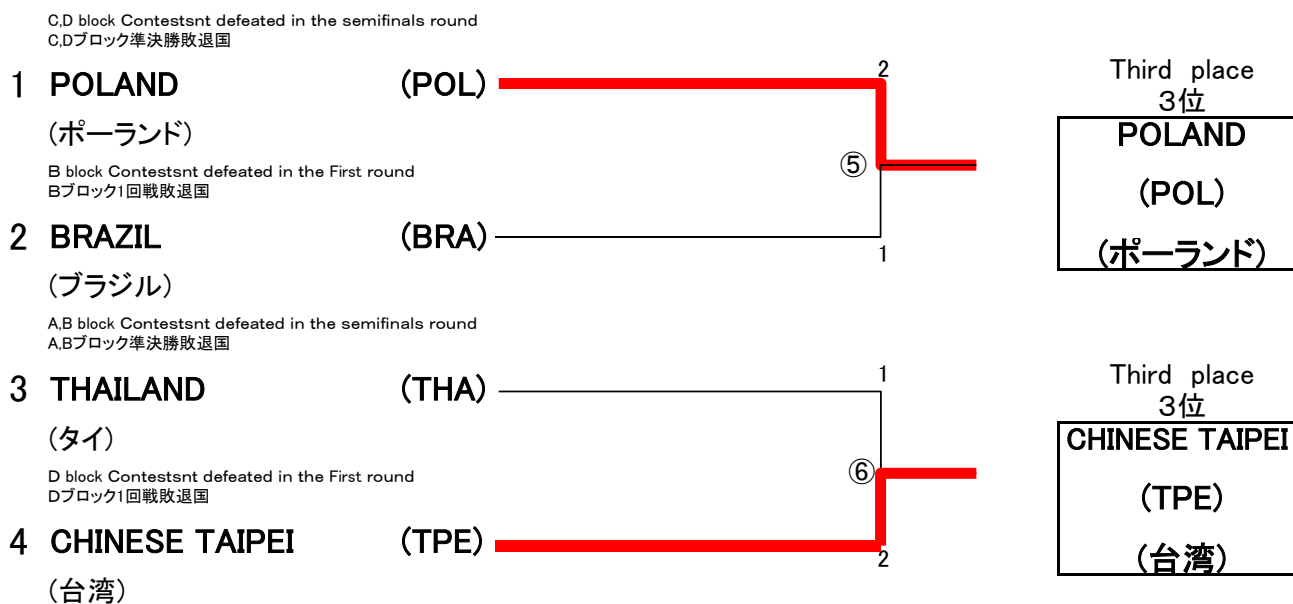 C,D block Contestsnt defeated in the semifinals round
C,Dブロック準決勝敗退国
1 POLAND (POL) 2
(ポーランド)
B block Contestsnt defeated in the First round
Bブロック1回戦敗退国
⑤
2 BRAZIL (BRA) 1
(ブラジル)
Third place
3位
POLAND
(POL)
(ポーランド)
A,B block Contestsnt defeated in the semifinals round
A,Bブロック準決勝敗退国
3 THAILAND (THA) 1
(タイ)
D block Contestsnt defeated in the First round
Dブロック1回戦敗退国
⑥
4 CHINESE TAIPEI (TPE) 2
(台湾)
Third place
3位
CHINESE TAIPEI
(TPE)
(台湾)